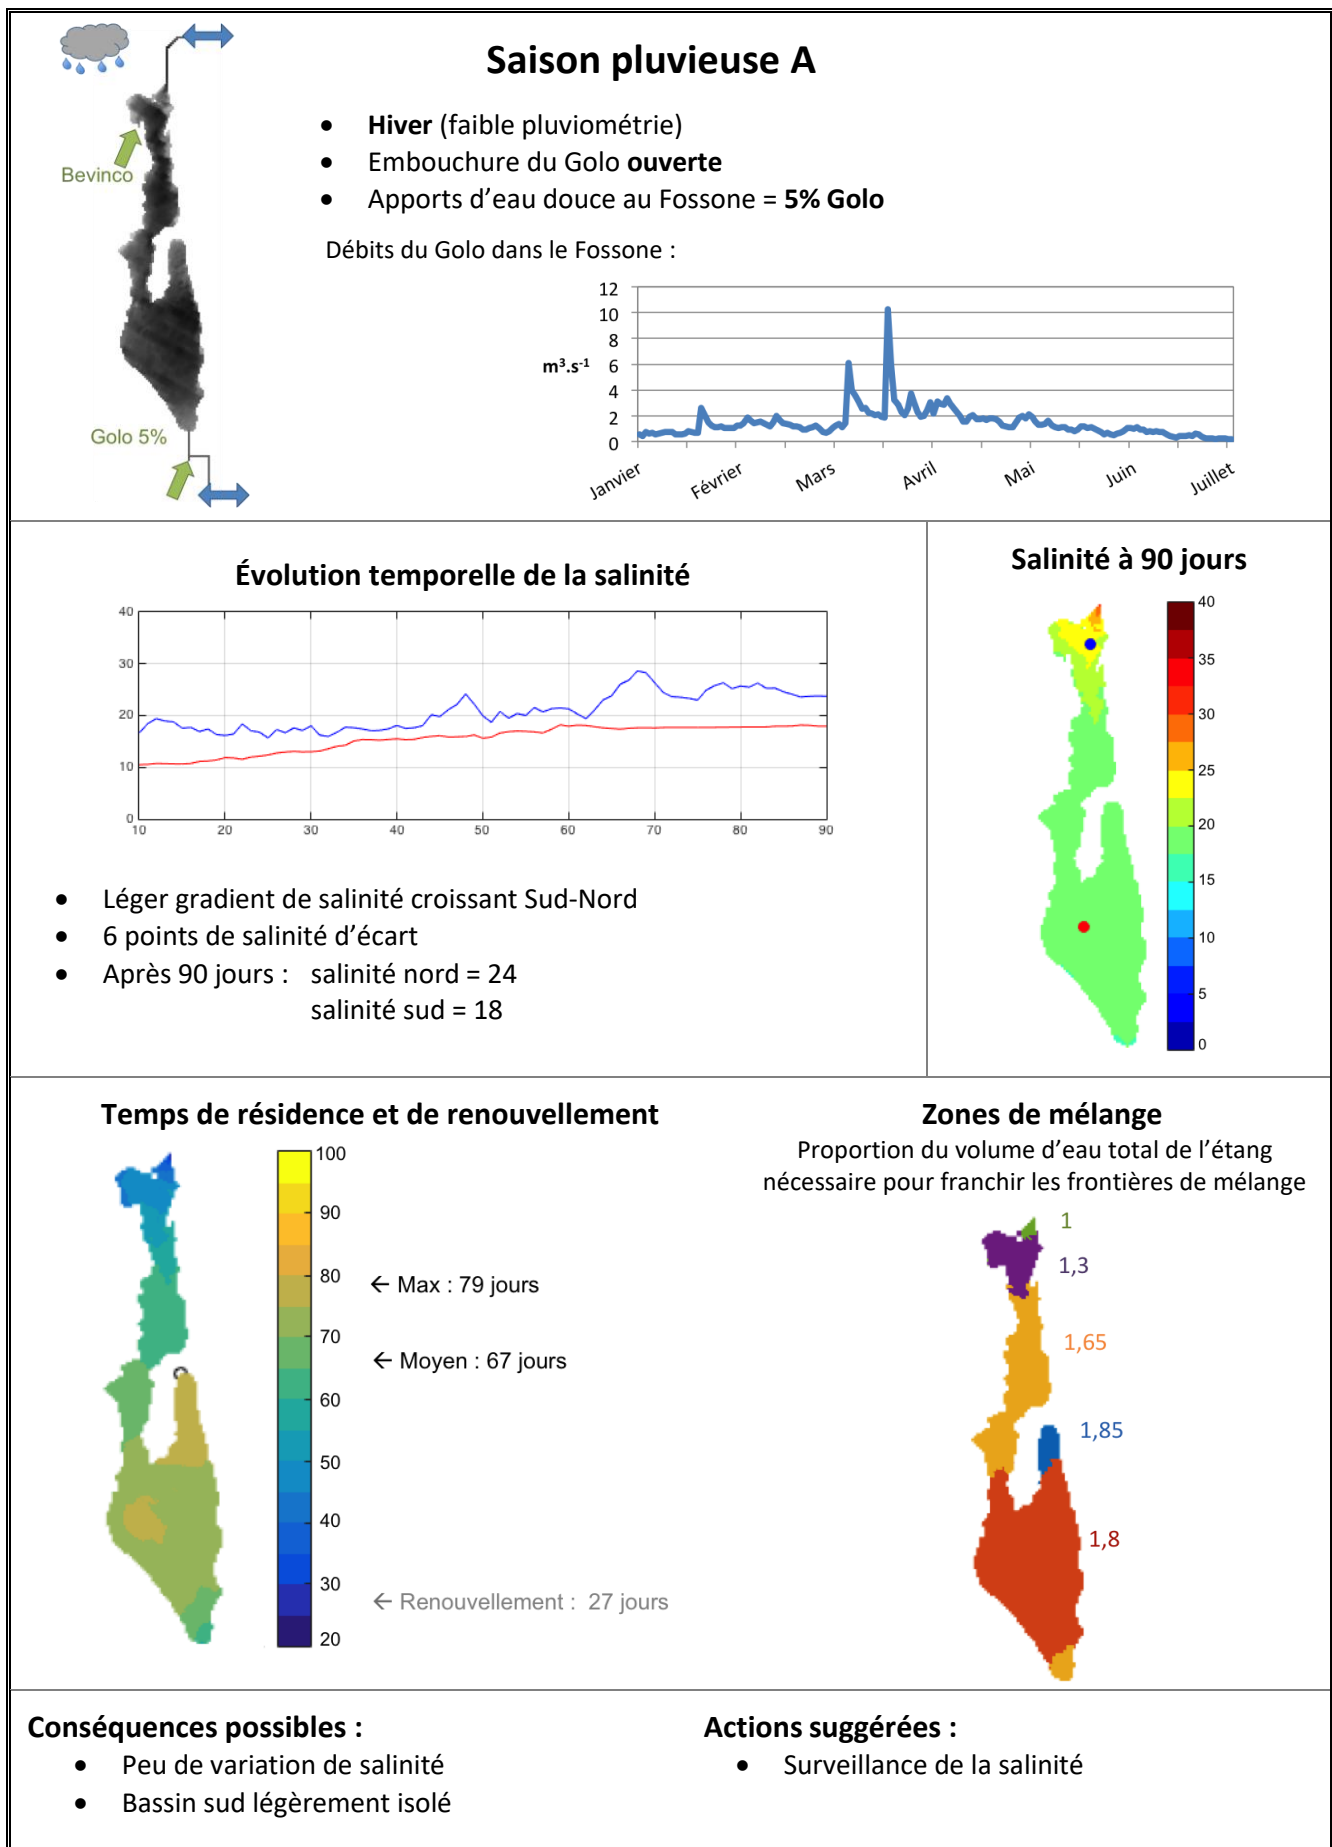 Saison pluvieuse A
• Hiver (faible pluviométrie)
• Embouchure du Golo ouverte
• Apports d'eau douce au Fossone = 5% Golo
Bevinco
Golo 5%
Débits du Golo dans le Fossone :
12
10
8
m³.s⁻¹ 6
4
2
0
Janvier Février Mars Avril Mai Juin Juillet
Évolution temporelle de la salinité
40
30
20
10
0
10 20 30 40 50 60 70 80 90
• Léger gradient de salinité croissant Sud-Nord
• 6 points de salinité d'écart
• Après 90 jours : salinité nord = 24
salinité sud = 18
Salinité à 90 jours
40
35
30
25
20
15
10
5
0
Temps de résidence et de renouvellement
100
90
80
70
60
50
40
30
20
← Max : 79 jours
← Moyen : 67 jours
← Renouvellement : 27 jours
Zones de mélange
Proportion du volume d'eau total de l'étang
nécessaire pour franchir les frontières de mélange
1
1,3
1,65
1,85
1,8
Conséquences possibles :
• Peu de variation de salinité
• Bassin sud légèrement isolé
Actions suggérées :
• Surveillance de la salinité